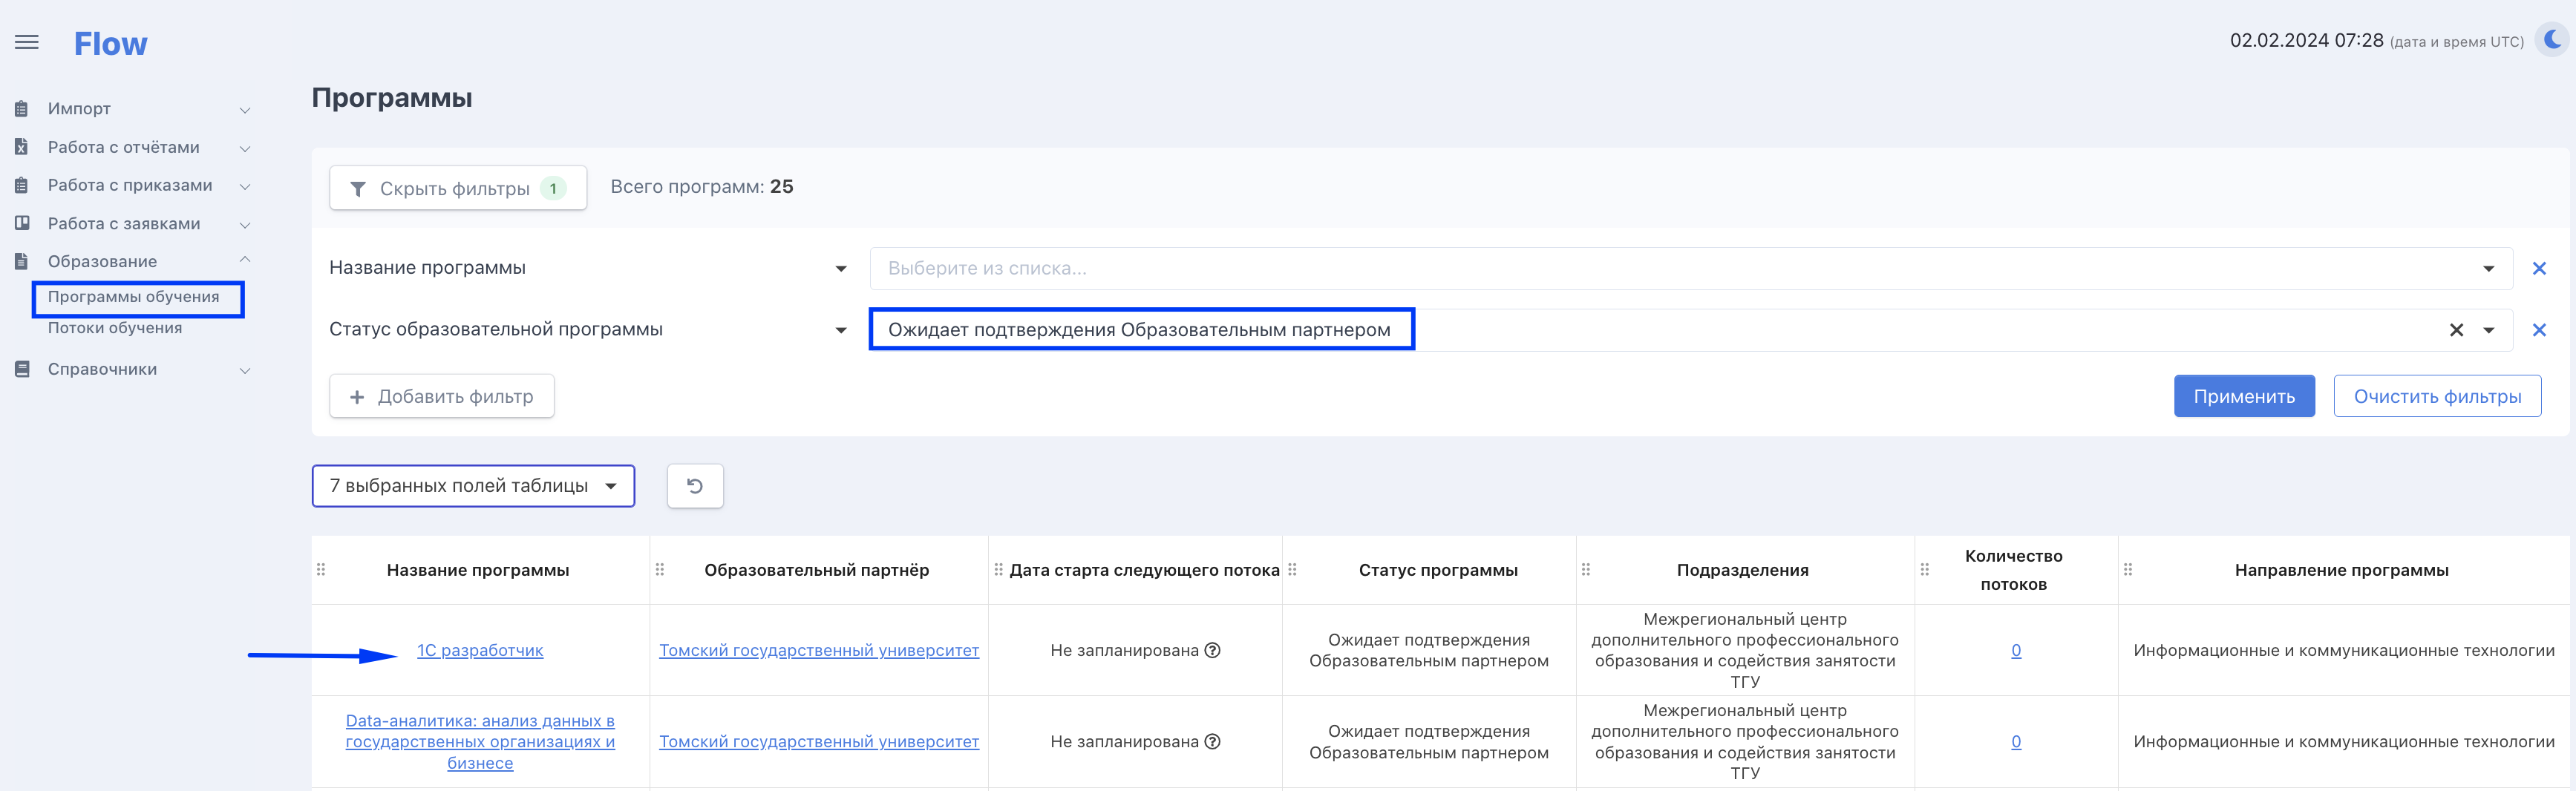 Flow
02.02.2024 07:28 (дата и время UTC)
Импорт
Работа с отчётами
Работа с приказами
Работа с заявками
Образование
Программы обучения
Потоки обучения
Справочники
Программы
Скрыть фильтры 1
Всего программ: 25
Название программы
Выберите из списка...
Статус образовательной программы
Ожидает подтверждения Образовательным партнером
Добавить фильтр
Применить
Очистить фильтры
7 выбранных полей таблицы
Название программы
Образовательный партнёр
Дата старта следующего потока
Статус программы
Подразделения
Количество
потоков
Направление программы
1С разработчик
Томский государственный университет
Не запланирована
Ожидает подтверждения
Образовательным партнером
Межрегиональный центр
дополнительного профессионального
образования и содействия занятости
ТГУ
0
Информационные и коммуникационные технологии
Data-аналитика: анализ данных в
государственных организациях и
бизнесе
Томский государственный университет
Не запланирована
Ожидает подтверждения
Образовательным партнером
Межрегиональный центр
дополнительного профессионального
образования и содействия занятости
ТГУ
0
Информационные и коммуникационные технологии